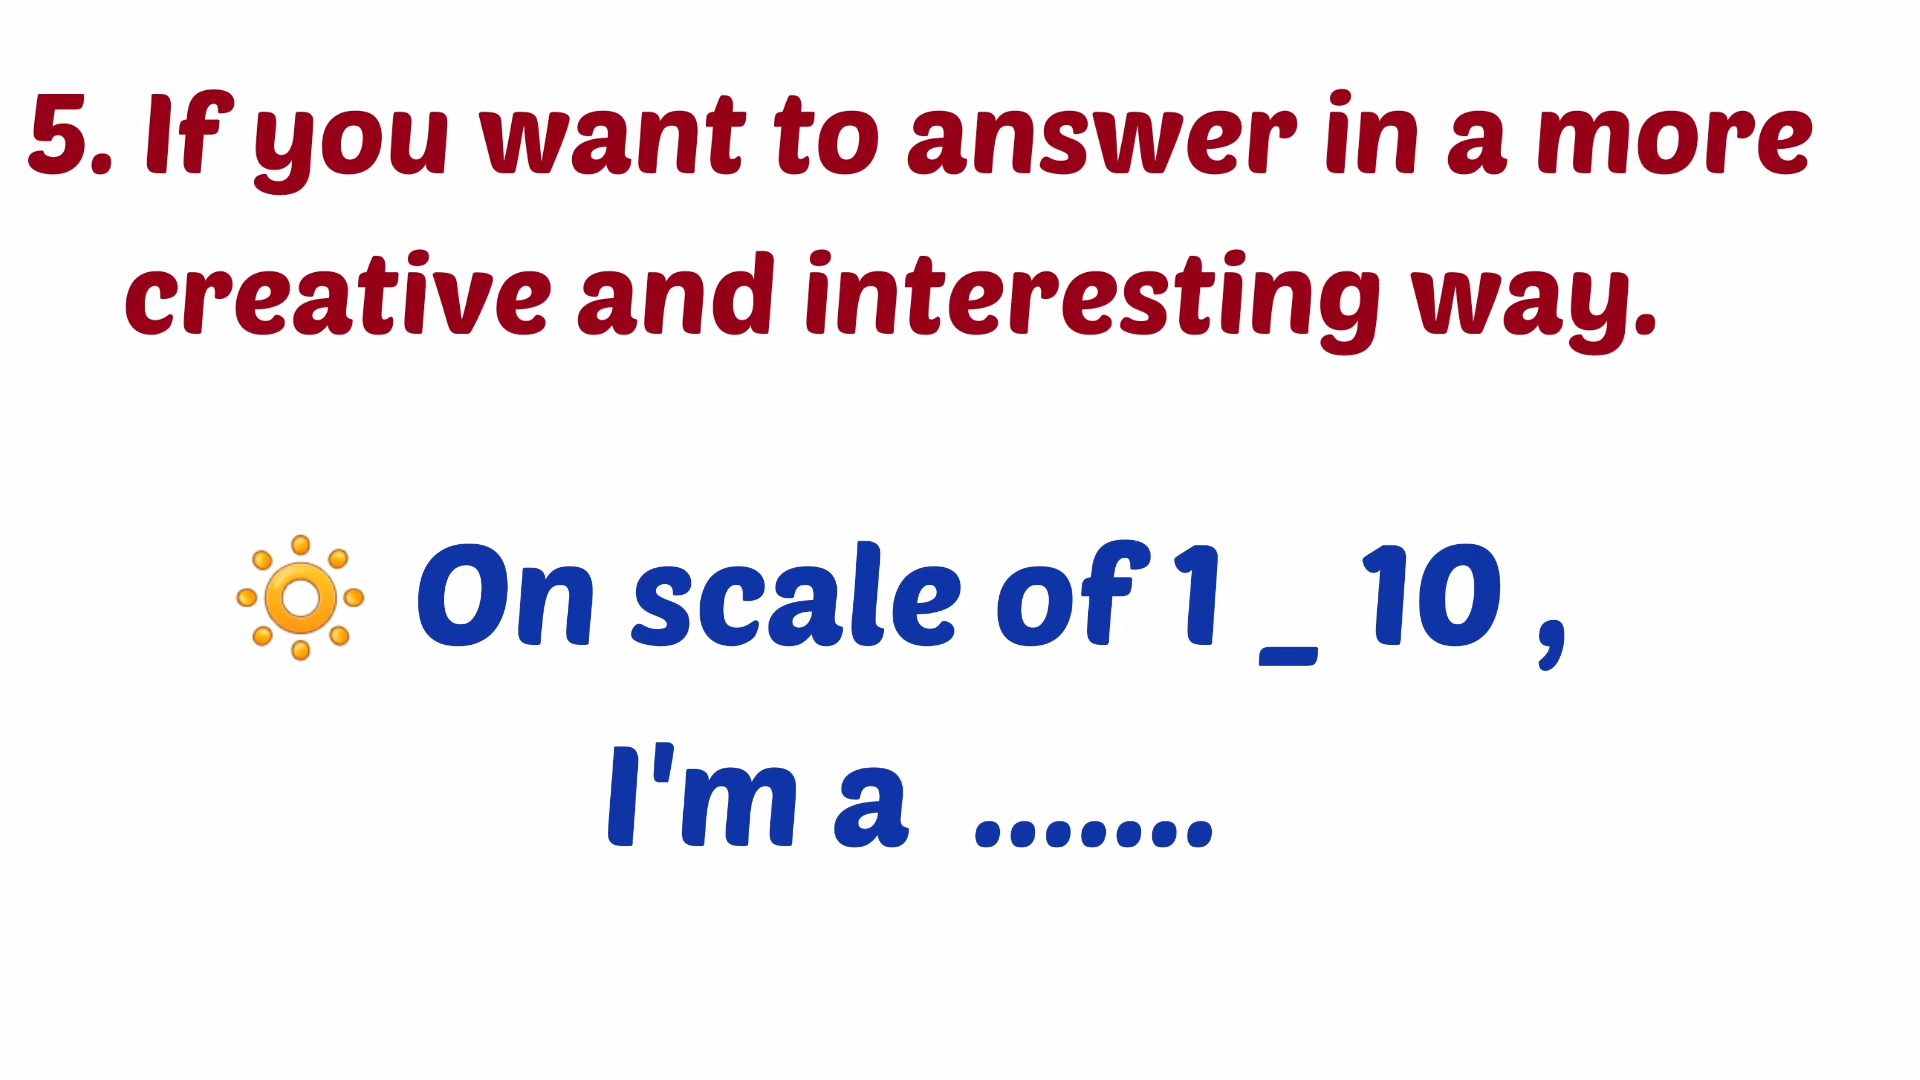 5. If you want to answer in a more
creative and interesting way.
🔅 On scale of 1 _ 10 ,
I'm a .......